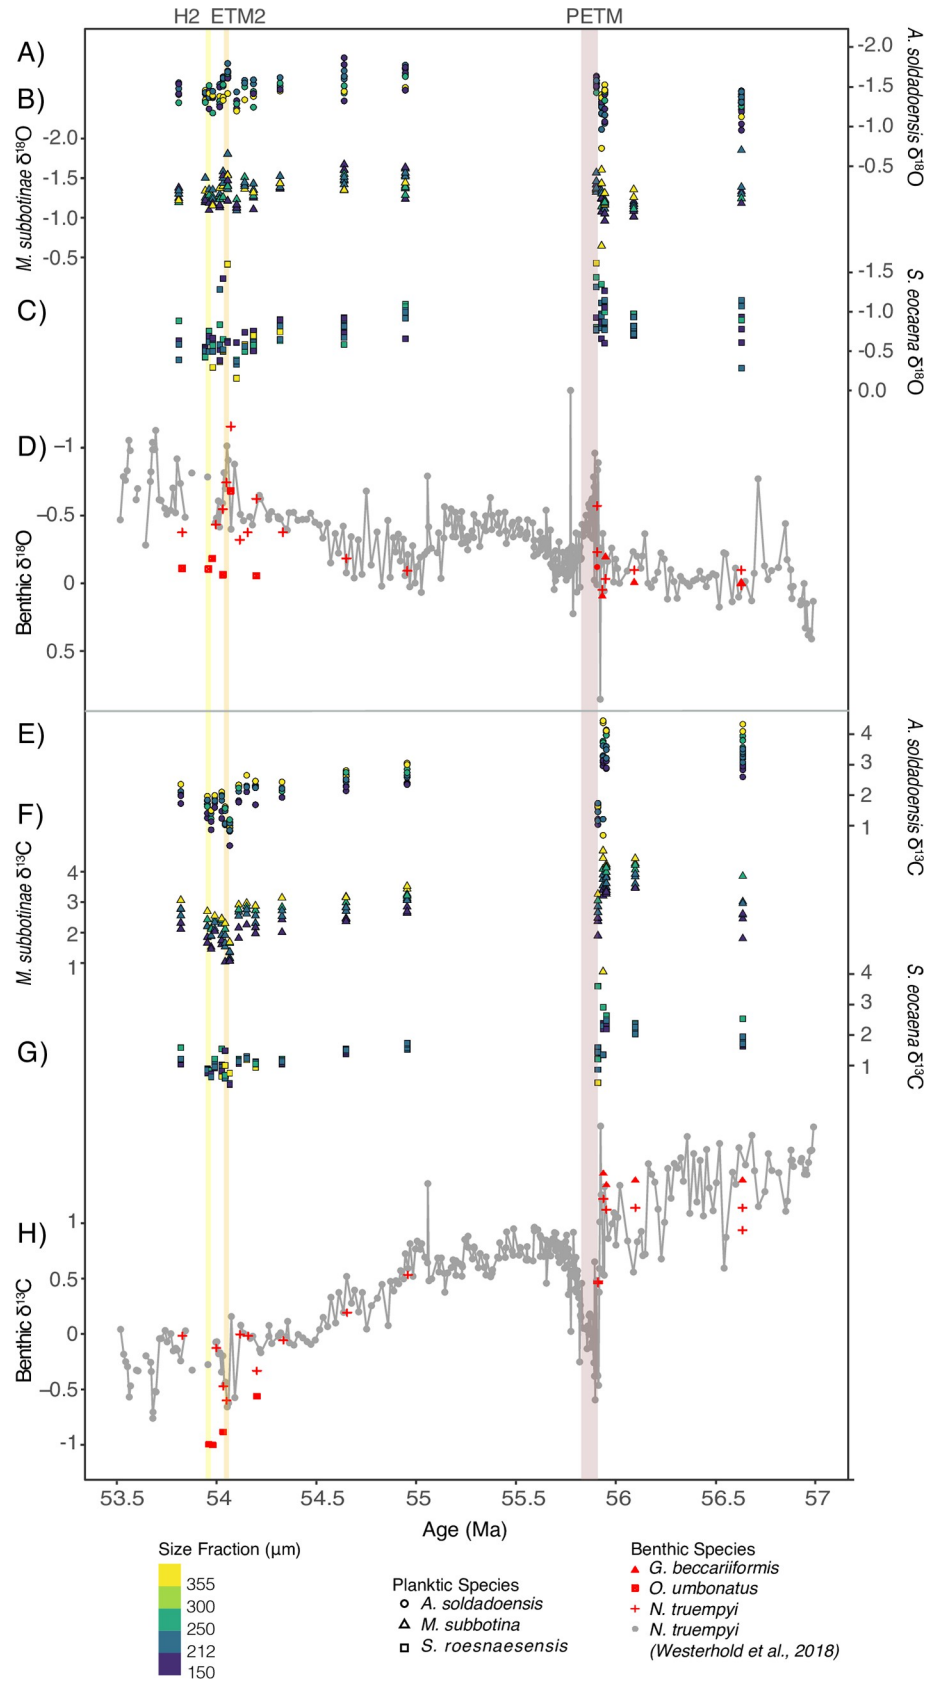 H2 ETM2 PETM
A)
B)
C)
D)
E)
F)
G)
H)
A. soldadoensis δ18O
-2.0
-1.5
-1.0
-0.5
M. subbotinae δ18O
-2.0
-1.5
-1.0
-0.5
S. eocaena δ18O
-1.5
-1.0
-0.5
0.0
Benthic δ18O
−1
−0.5
0
0.5
A. soldadoensis δ13C
4
3
2
1
M. subbotinae δ13C
4
3
2
1
S. eocaena δ13C
4
3
2
1
Benthic δ13C
1
0.5
0
−0.5
-1
53.5 54 54.5 55 55.5 56 56.5 57
Age (Ma)
Size Fraction (μm)
355
300
250
212
150
Planktic Species
A. soldadoensis
M. subbotina
S. roesnaesensis
Benthic Species
G. beccariiformis
O. umbonatus
N. truempyi
N. truempyi
(Westerhold et al., 2018)